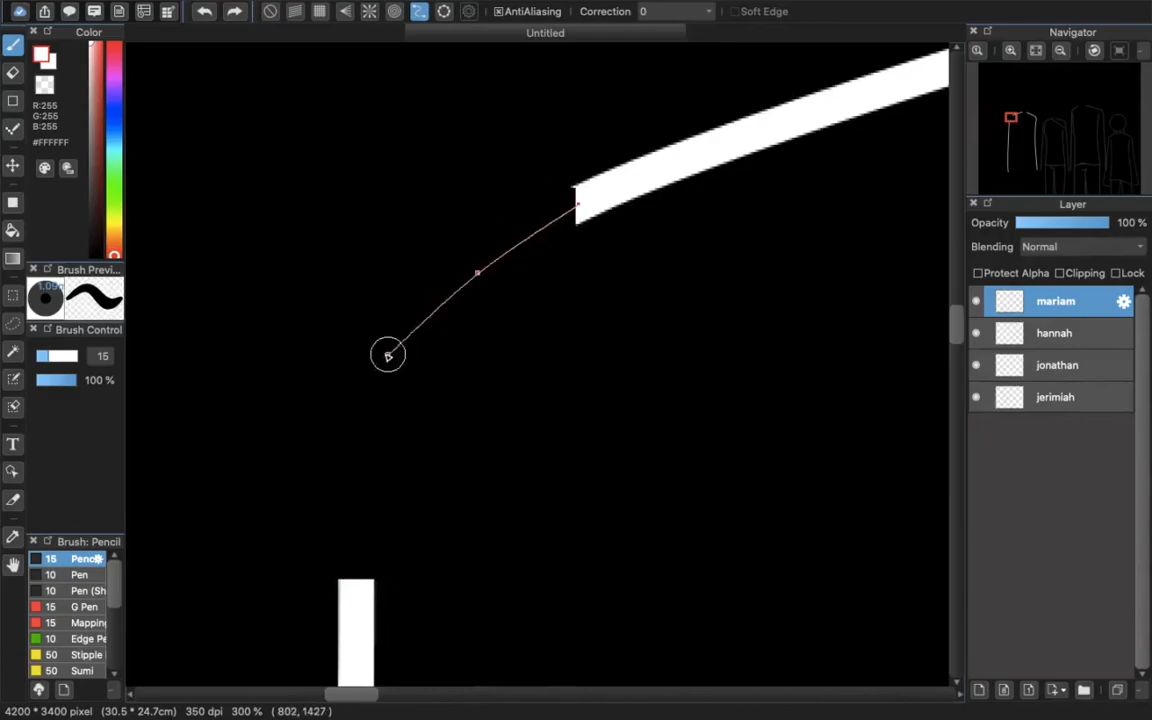 AntiAliasing Correction 0 Soft Edge
Color
Untitled
Navigator
R:255
G:255
B:255
#FFFFFF
Layer
Opacity 100 %
Blending Normal
Protect Alpha Clipping Lock
Brush Previ...
1.09
mariam
Brush Control
hannah
15
100 %
jonathan
jerimiah
T
Brush: Pencil
15 Penc
10 Pen
10 Pen (Sh
15 G Pen
15 Mapping
10 Edge Pe
50 Stipple
50 Sumi
4200 * 3400 pixel (30.5 * 24.7cm) 350 dpi 300 % ( 802, 1427 )